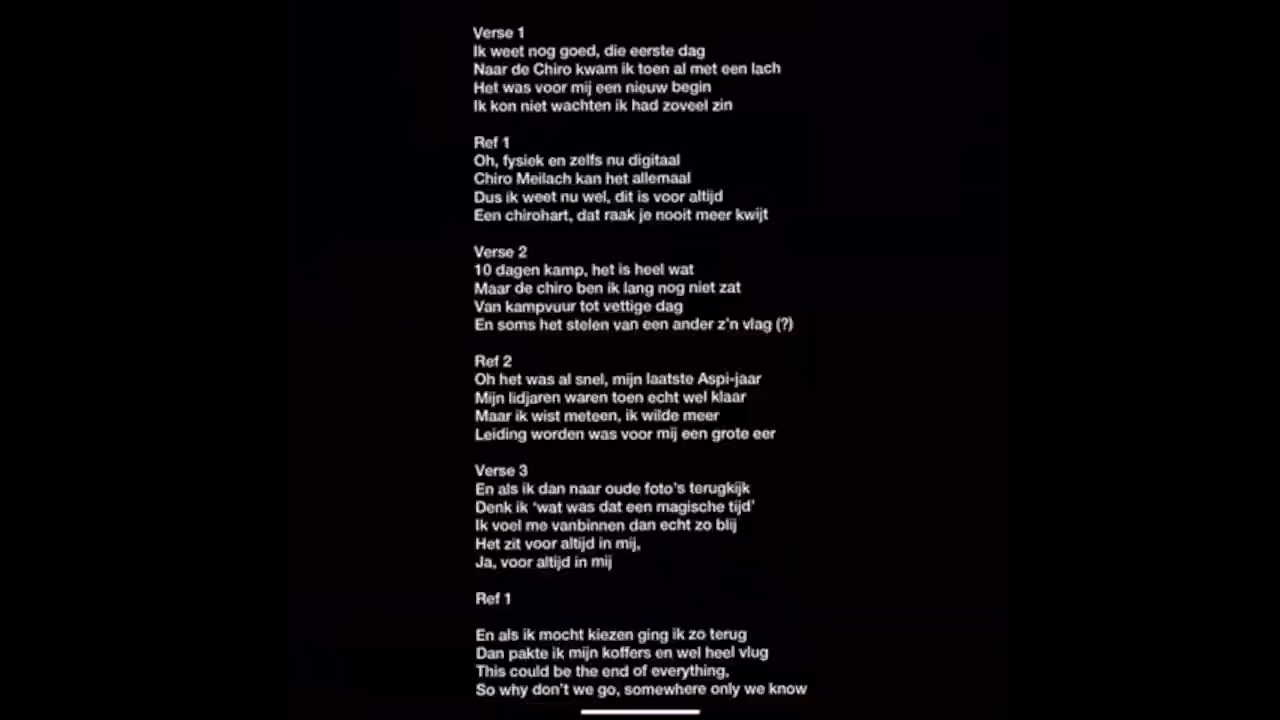 Verse 1
Ik weet nog goed, die eerste dag
Naar de Chiro kwam ik toen al met een lach
Het was voor mij een nieuw begin
Ik kon niet wachten ik had zoveel zin
Ref 1
Oh, fysiek en zelfs nu digitaal
Chiro Meilach kan het allemaal
Dus ik weet nu wel, dit is voor altijd
Een chirohart, dat raak je nooit meer kwijt
Verse 2
10 dagen kamp, het is heel wat
Maar de chiro ben ik lang nog niet zat
Van kampvuur tot vettige dag
En soms het stelen van een ander z'n vlag (?)
Ref 2
Oh het was al snel, mijn laatste Aspi-jaar
Mijn lidjaren waren toen echt wel klaar
Maar ik wist meteen, ik wilde meer
Leiding worden was voor mij een grote eer
Verse 3
En als ik dan naar oude foto's terugkijk
Denk ik ‘wat was dat een magische tijd’
Ik voel me vanbinnen dan echt zo blij
Het zit voor altijd in mij,
Ja, voor altijd in mij
Ref 1
En als ik mocht kiezen ging ik zo terug
Dan pakte ik mijn koffers en wel heel vlug
This could be the end of everything,
So why don't we go, somewhere only we know